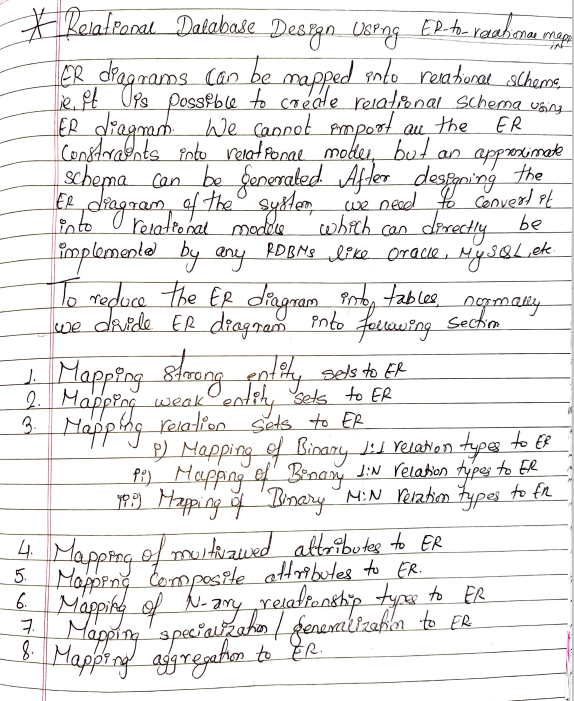 * Relational Database Design Using ER-to-relational mapp
in
ER diagrams can be mapped into relational schema,
ie, it is possible to create relational schema using
ER diagram. We cannot import all the ER
Constraints into relational model, but an approximate
schema can be generated. After designing the
ER diagram of the system, we need to convert it
into relational models which can directly be
implemented by any RDBMs like oracle, MySQL, etc.
To reduce the ER diagram into tables, normally
we divide ER diagram into following section
1. Mapping strong entity sets to ER
2. Mapping weak entity sets to ER
3. Mapping relation sets to ER
i) Mapping of Binary 1:1 relation types to ER
ii) Mapping of Binary 1:N relation types to ER
iii) Mapping of Binary M:N relation types to ER
4. Mapping of multivalued attributes to ER
5. Mapping Composite attributes to ER.
6. Mapping of N-ary relationship types to ER
7. Mapping specialization / generalization to ER
8. Mapping aggregation to ER.